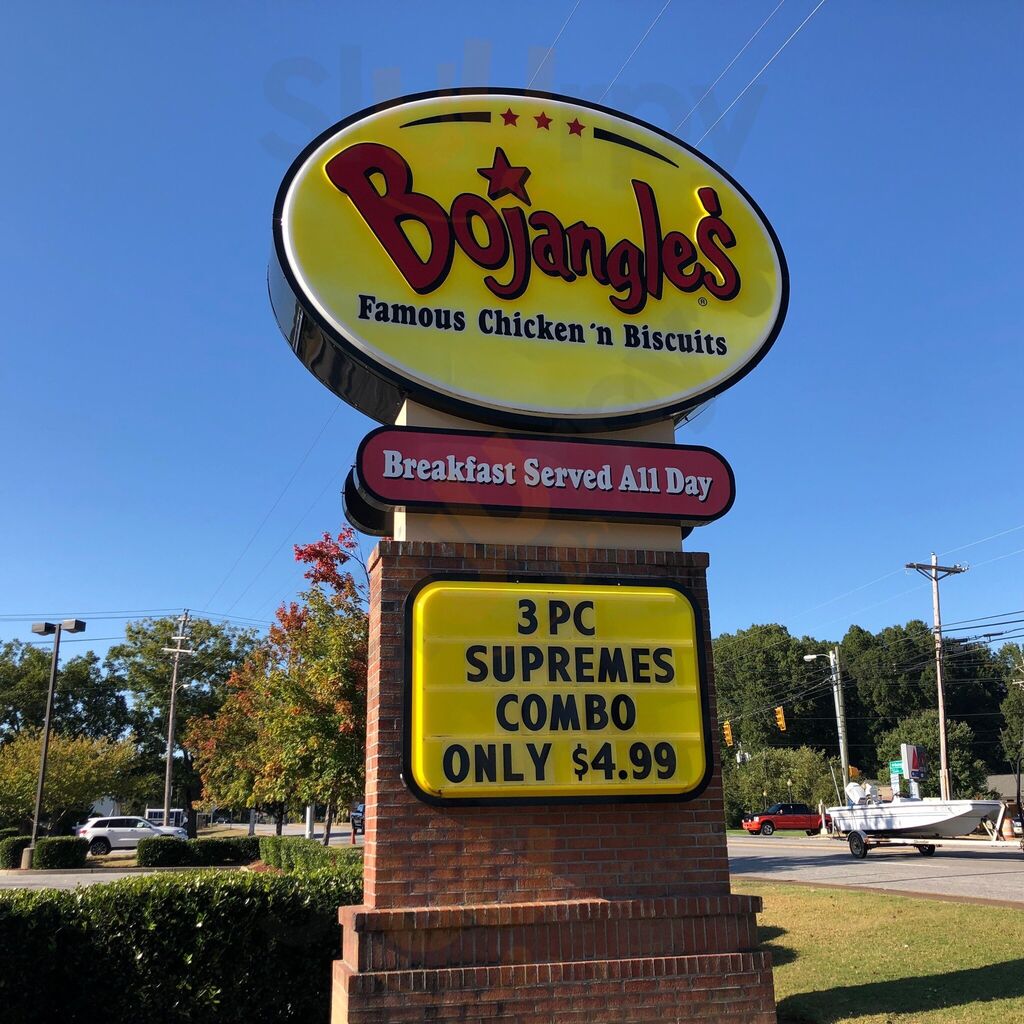 Bojangles'
®
Famous Chicken 'n Biscuits
Breakfast Served All Day
3 PC
SUPREMES
COMBO
ONLY $4.99